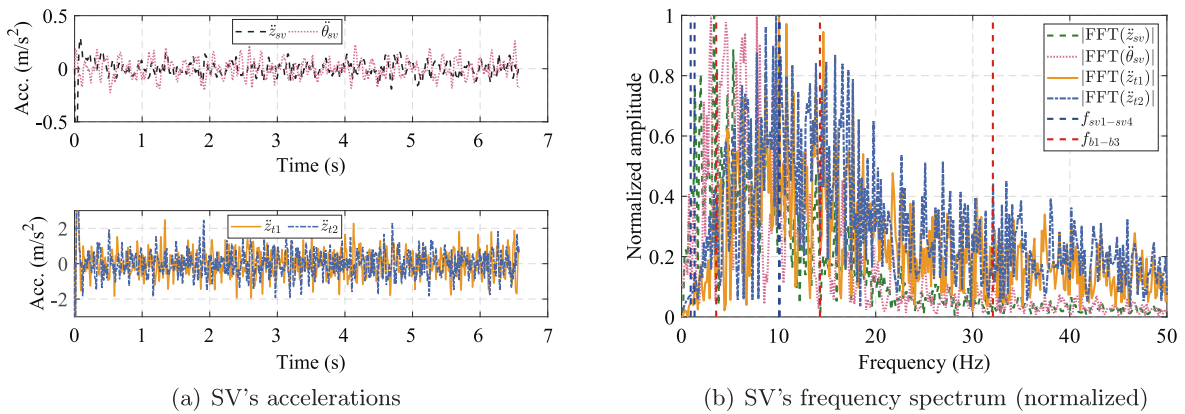 z̈sv θ̈sv
Acc. (m/s²)
0.5
0
-0.5
0 1 2 3 4 5 6 7
Time (s)
z̈t1 z̈t2
Acc. (m/s²)
2
0
-2
0 1 2 3 4 5 6 7
Time (s)
(a) SV's accelerations
Normalized amplitude
1
0.8
0.6
0.4
0.2
0
|FFT(z̈sv)|
|FFT(θ̈sv)|
|FFT(z̈t1)|
|FFT(z̈t2)|
fsv1−sv4
fb1−b3
0 10 20 30 40 50
Frequency (Hz)
(b) SV's frequency spectrum (normalized)